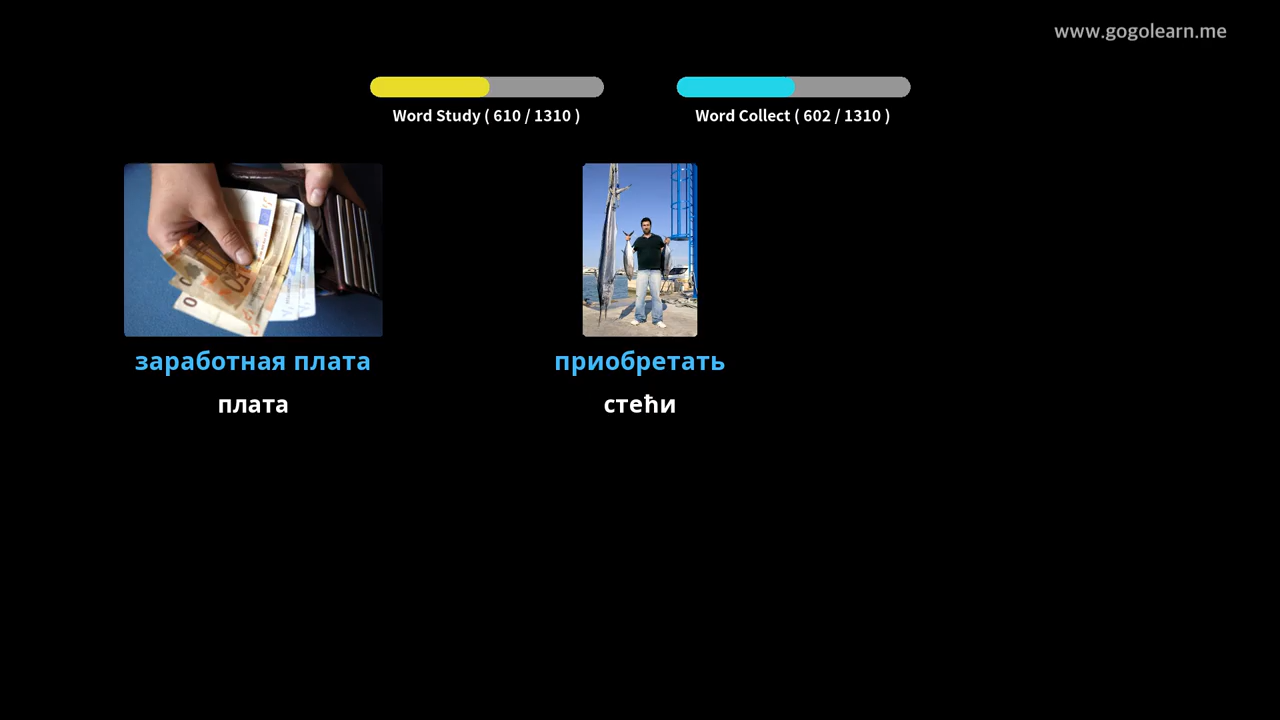 www.gogolearn.me
Word Study ( 610 / 1310 )
Word Collect ( 602 / 1310 )
заработная плата
плата
приобретать
стећи